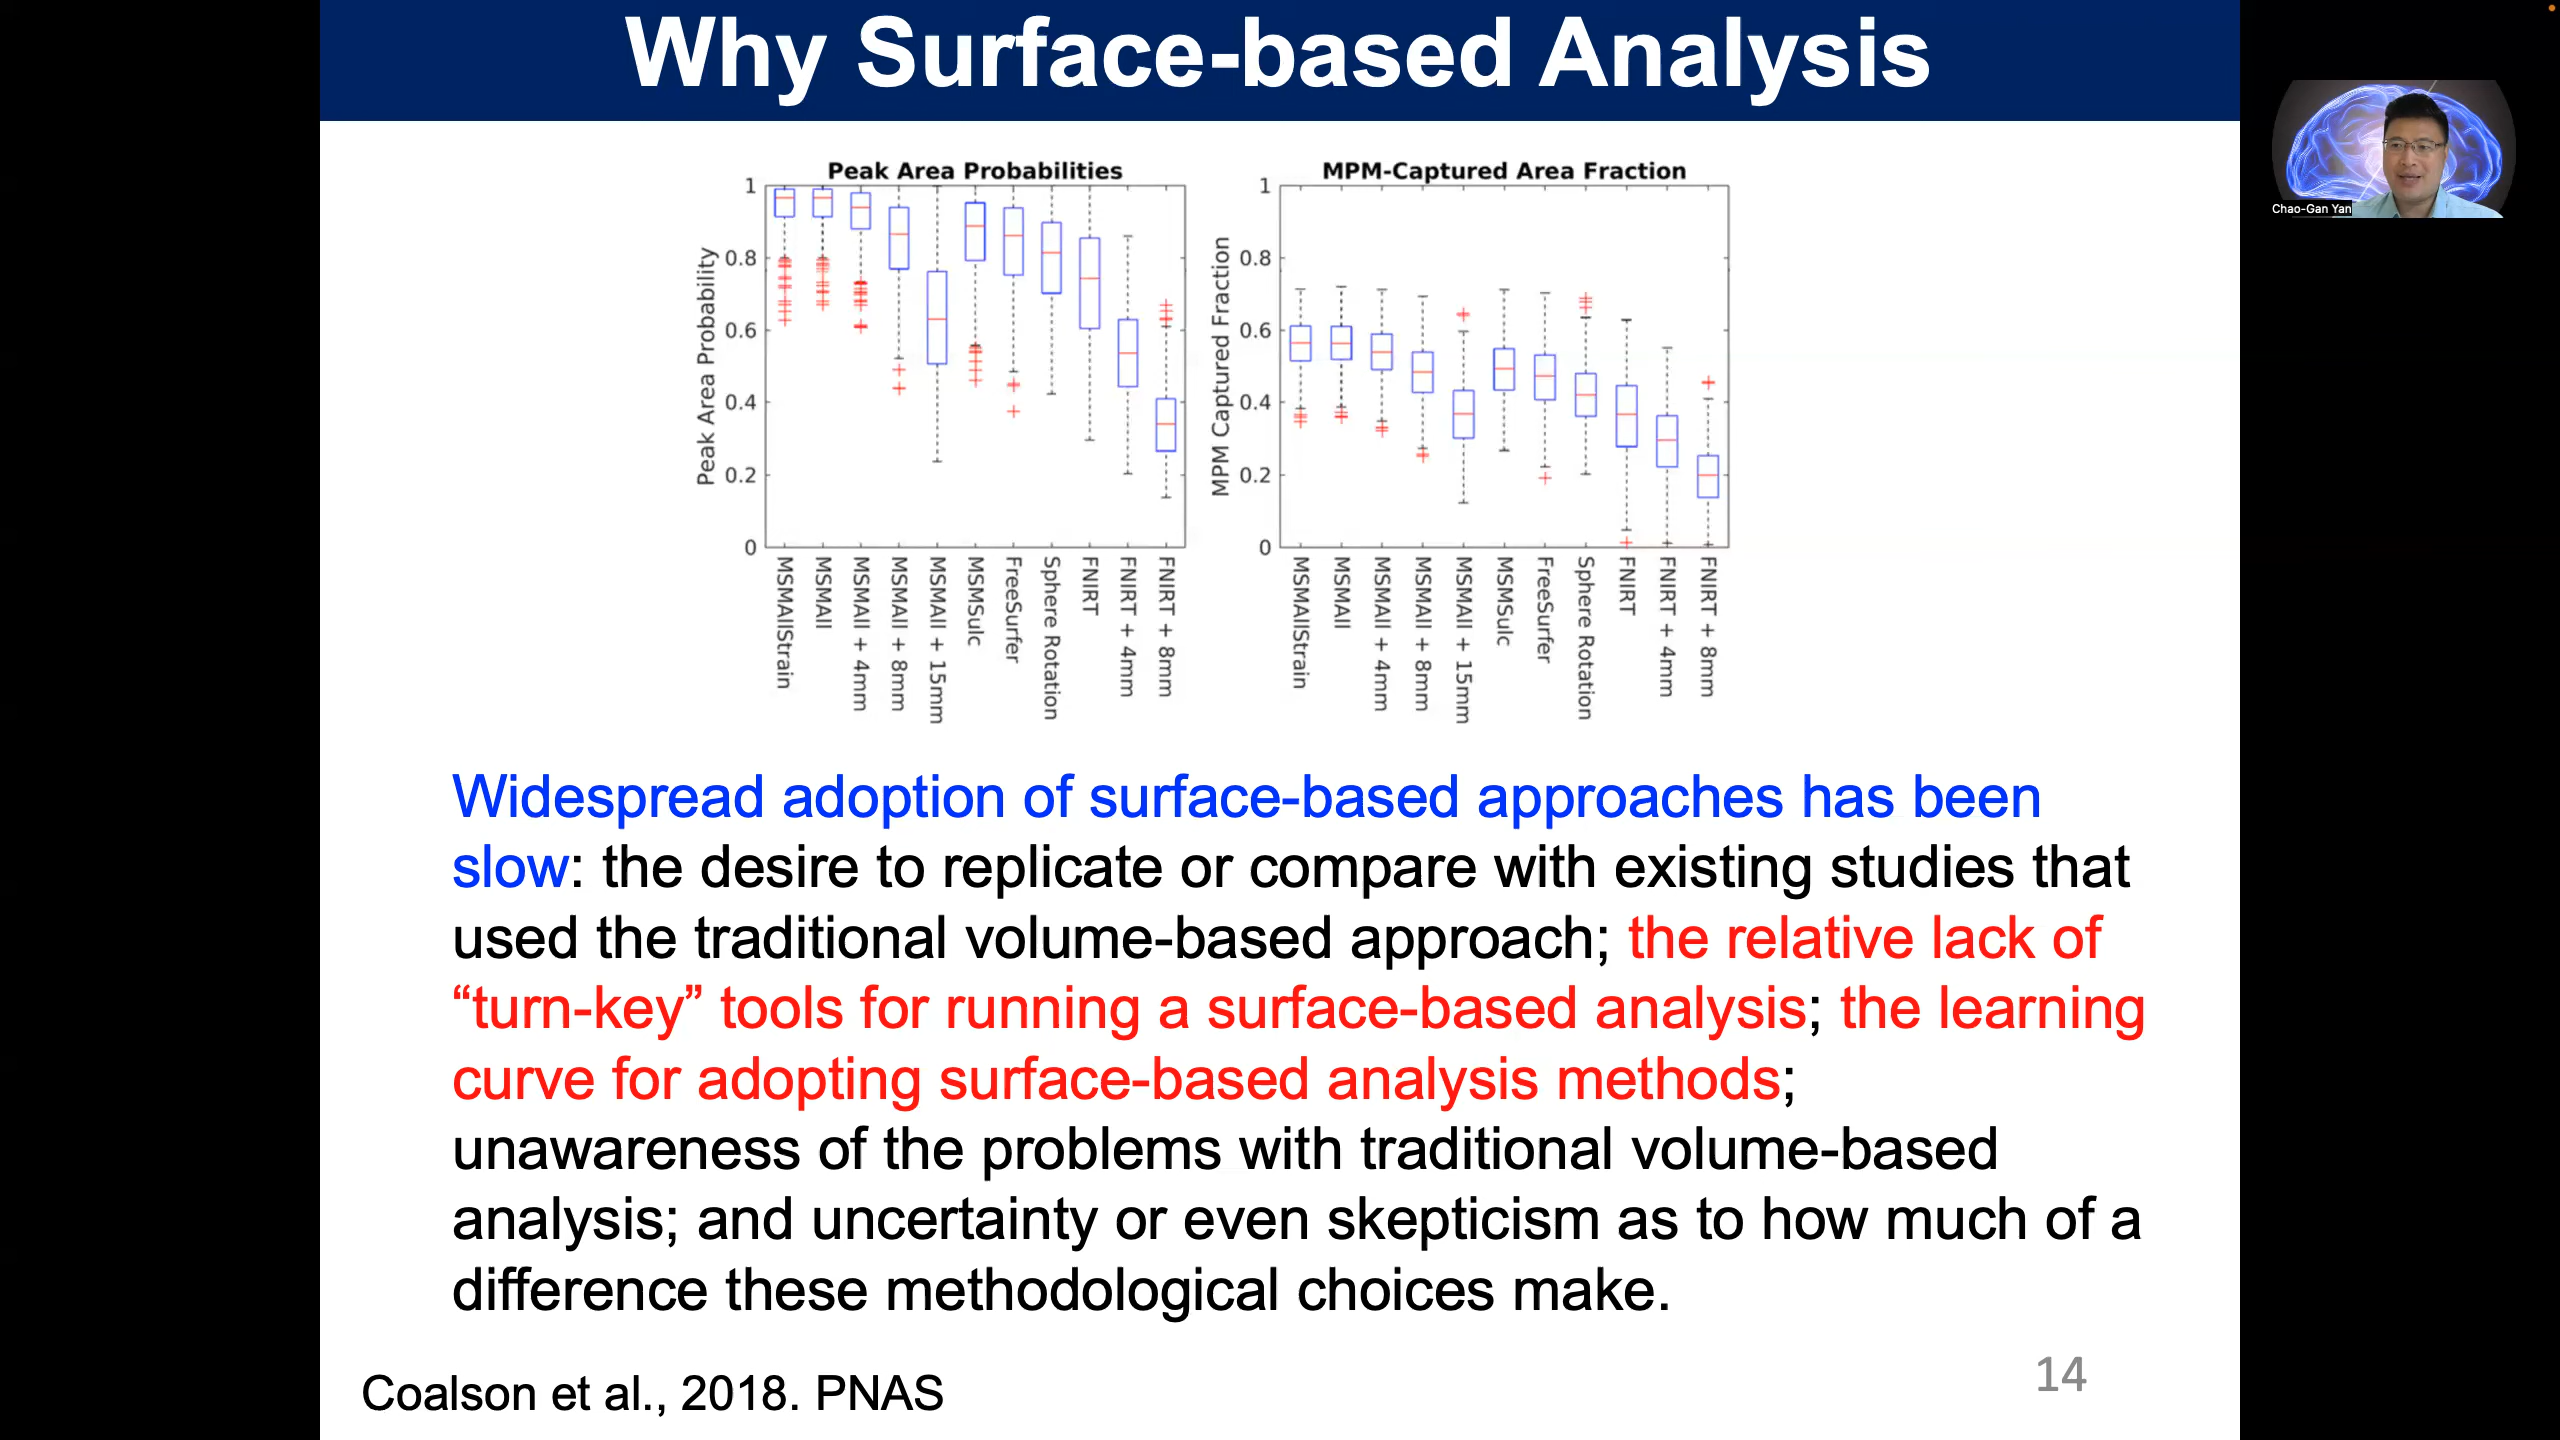 Why Surface-based Analysis
Chao-Gan Yan
Peak Area Probabilities
Peak Area Probability
1
0.8
0.6
0.4
0.2
0
MSMAllStrain
MSMAll
MSMAll + 4mm
MSMAll + 8mm
MSMAll + 15mm
MSMSulc
FreeSurfer
Sphere Rotation
FNIRT
FNIRT + 4mm
FNIRT + 8mm
MPM-Captured Area Fraction
MPM Captured Fraction
1
0.8
0.6
0.4
0.2
0
MSMAllStrain
MSMAll
MSMAll + 4mm
MSMAll + 8mm
MSMAll + 15mm
MSMSulc
FreeSurfer
Sphere Rotation
FNIRT
FNIRT + 4mm
FNIRT + 8mm
Widespread adoption of surface-based approaches has been
slow: the desire to replicate or compare with existing studies that
used the traditional volume-based approach; the relative lack of
“turn-key” tools for running a surface-based analysis; the learning
curve for adopting surface-based analysis methods;
unawareness of the problems with traditional volume-based
analysis; and uncertainty or even skepticism as to how much of a
difference these methodological choices make.
14
Coalson et al., 2018. PNAS